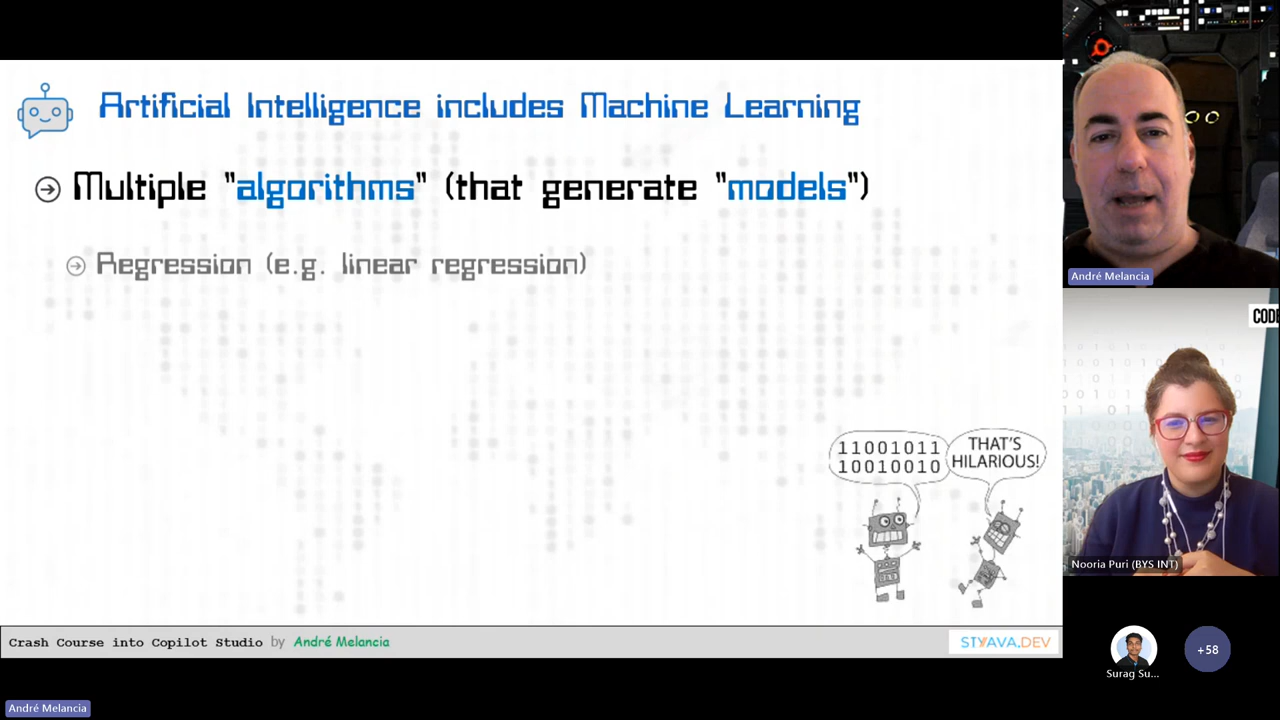 Artificial Intelligence includes Machine Learning
Multiple "algorithms" (that generate "models")
Regression (e.g. linear regression)
11001011
10010010
THAT'S
HILARIOUS!
Crash Course into Copilot Studio by André Melancia
STYAVA.DEV
André Melancia
CODE
Nooria Puri (BYS INT)
Surag Su...
+58
André Melancia